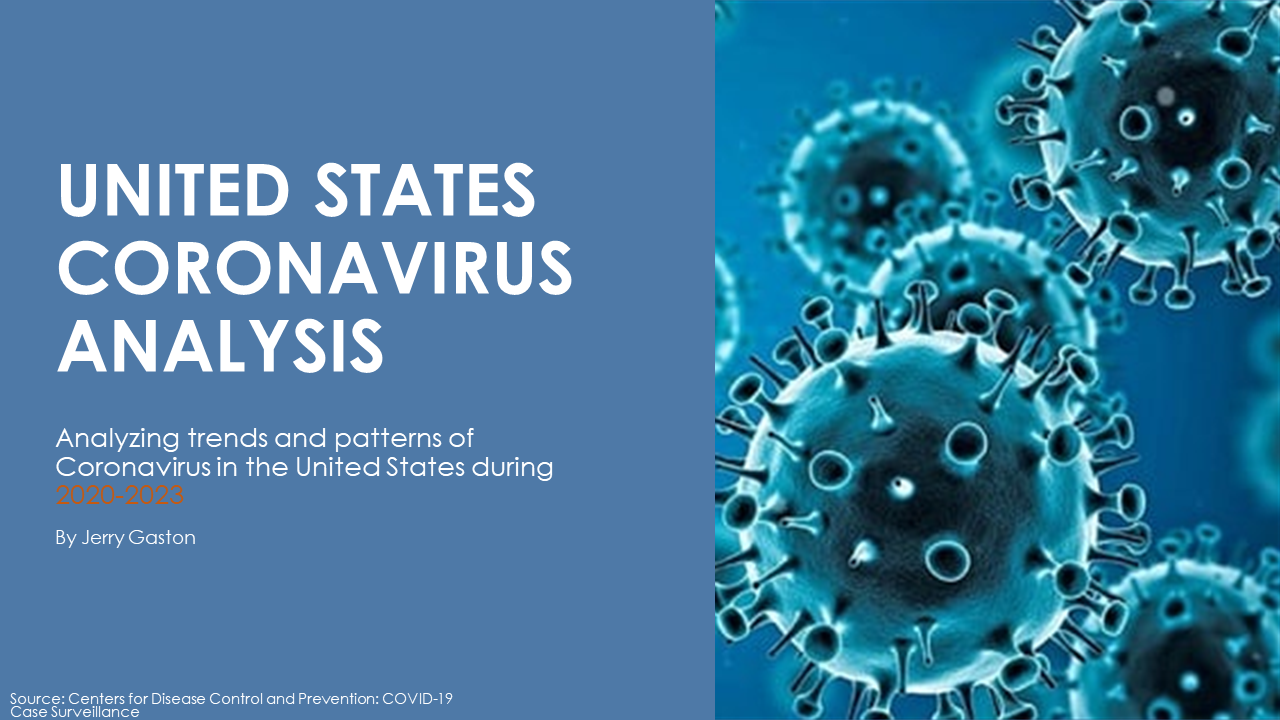 UNITED STATES
CORONAVIRUS
ANALYSIS
Analyzing trends and patterns of
Coronavirus in the United States during
2020-2023
By Jerry Gaston
Source: Centers for Disease Control and Prevention: COVID-19
Case Surveillance